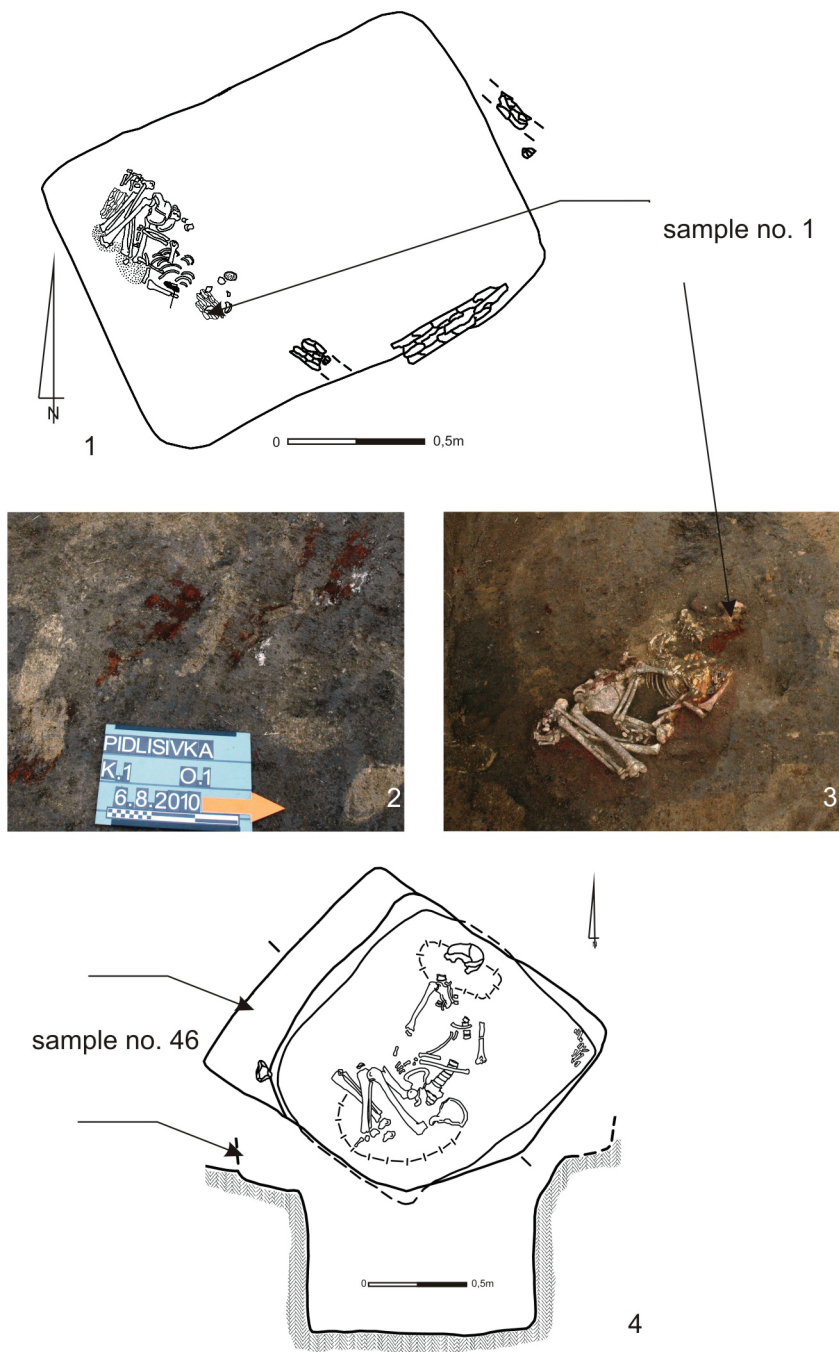 sample no. 1
N
1
0 0,5m
PIDLISIVKA
K.1 O.1
6.8.2010
2
3
sample no. 46
N
0 0,5m
4